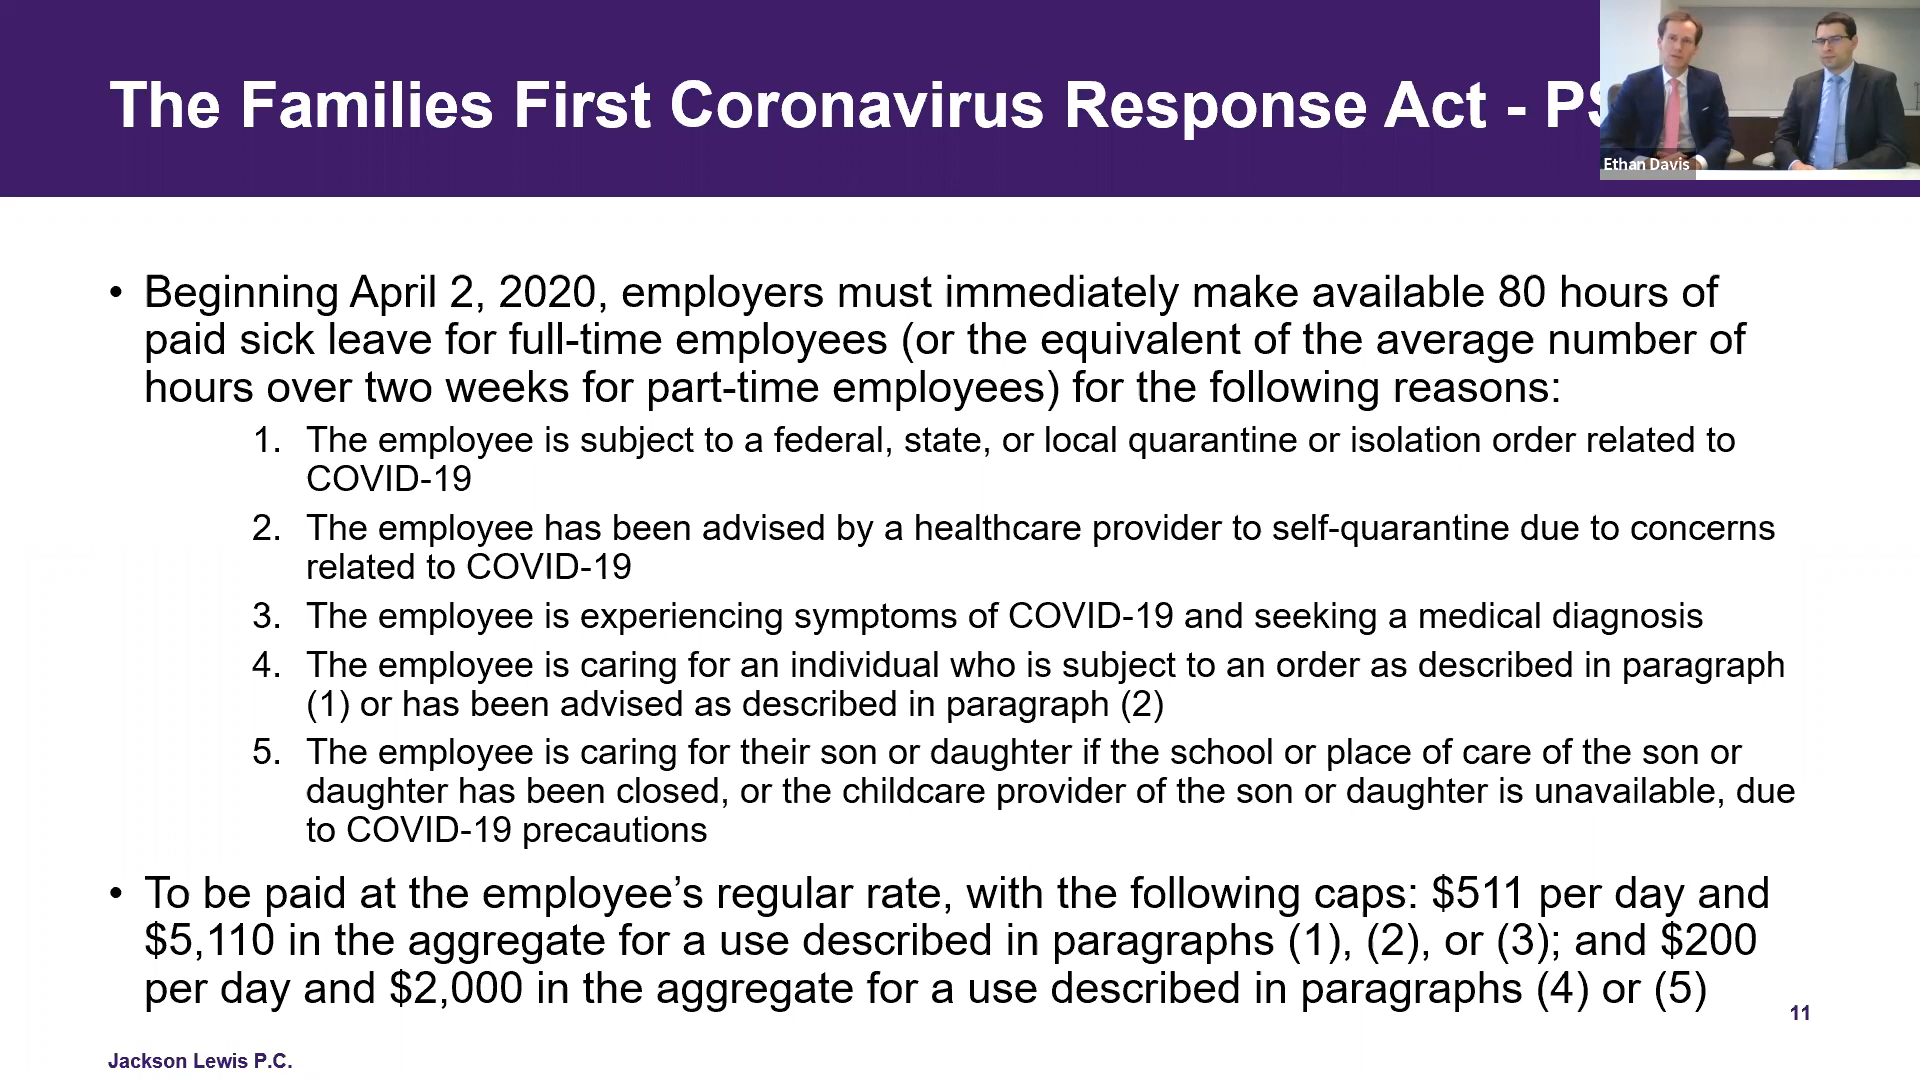 The Families First Coronavirus Response Act - PS
Ethan Davis
• Beginning April 2, 2020, employers must immediately make available 80 hours of
paid sick leave for full-time employees (or the equivalent of the average number of
hours over two weeks for part-time employees) for the following reasons:
1. The employee is subject to a federal, state, or local quarantine or isolation order related to
COVID-19
2. The employee has been advised by a healthcare provider to self-quarantine due to concerns
related to COVID-19
3. The employee is experiencing symptoms of COVID-19 and seeking a medical diagnosis
4. The employee is caring for an individual who is subject to an order as described in paragraph
(1) or has been advised as described in paragraph (2)
5. The employee is caring for their son or daughter if the school or place of care of the son or
daughter has been closed, or the childcare provider of the son or daughter is unavailable, due
to COVID-19 precautions
• To be paid at the employee’s regular rate, with the following caps: $511 per day and
$5,110 in the aggregate for a use described in paragraphs (1), (2), or (3); and $200
per day and $2,000 in the aggregate for a use described in paragraphs (4) or (5)
11
Jackson Lewis P.C.